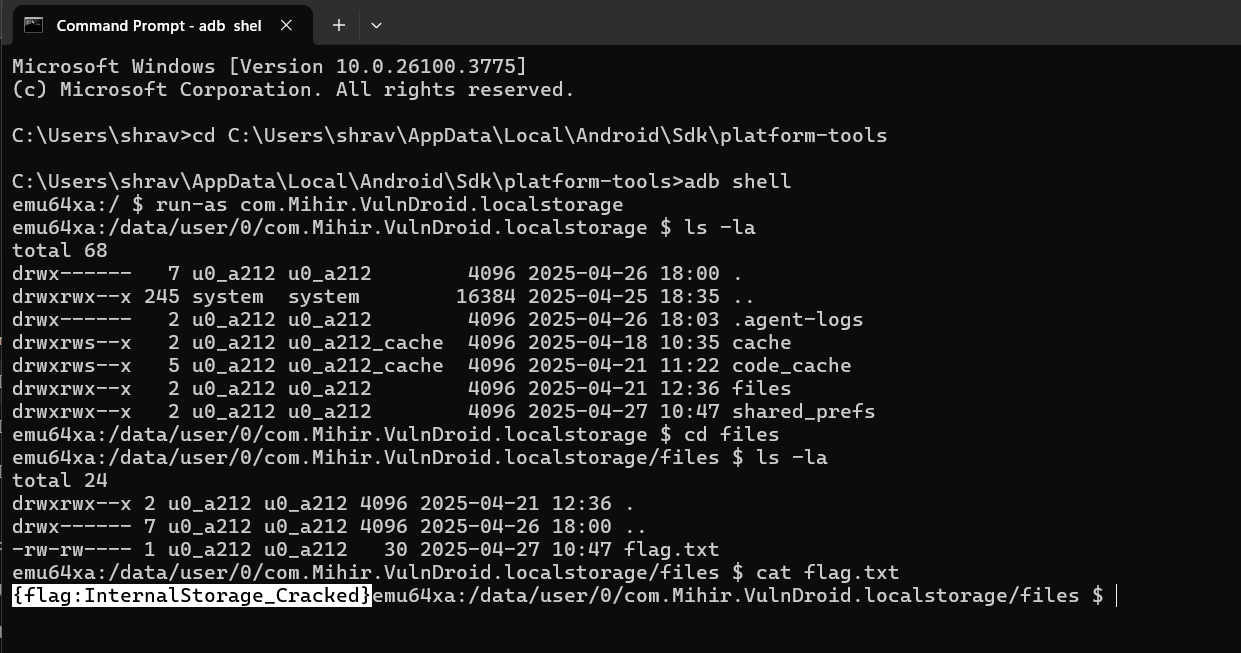 Command Prompt - adb  shel
Microsoft Windows [Version 10.0.26100.3775]
(c) Microsoft Corporation. All rights reserved.
C:\Users\shrav>cd C:\Users\shrav\AppData\Local\Android\Sdk\platform-tools
C:\Users\shrav\AppData\Local\Android\Sdk\platform-tools>adb shell
emu64xa:/ $ run-as com.Mihir.VulnDroid.localstorage
emu64xa:/data/user/0/com.Mihir.VulnDroid.localstorage $ ls -la
total 68
drwx------   7 u0_a212 u0_a212        4096 2025-04-26 18:00 .
drwxrwx--x 245 system  system        16384 2025-04-25 18:35 ..
drwx------   2 u0_a212 u0_a212        4096 2025-04-26 18:03 .agent-logs
drwxrws--x   2 u0_a212 u0_a212_cache  4096 2025-04-18 10:35 cache
drwxrws--x   5 u0_a212 u0_a212_cache  4096 2025-04-21 11:22 code_cache
drwxrwx--x   2 u0_a212 u0_a212        4096 2025-04-21 12:36 files
drwxrwx--x   2 u0_a212 u0_a212        4096 2025-04-27 10:47 shared_prefs
emu64xa:/data/user/0/com.Mihir.VulnDroid.localstorage $ cd files
emu64xa:/data/user/0/com.Mihir.VulnDroid.localstorage/files $ ls -la
total 24
drwxrwx--x 2 u0_a212 u0_a212 4096 2025-04-21 12:36 .
drwx------ 7 u0_a212 u0_a212 4096 2025-04-26 18:00 ..
-rw-rw---- 1 u0_a212 u0_a212   30 2025-04-27 10:47 flag.txt
emu64xa:/data/user/0/com.Mihir.VulnDroid.localstorage/files $ cat flag.txt
{flag:InternalStorage_Cracked}emu64xa:/data/user/0/com.Mihir.VulnDroid.localstorage/files $